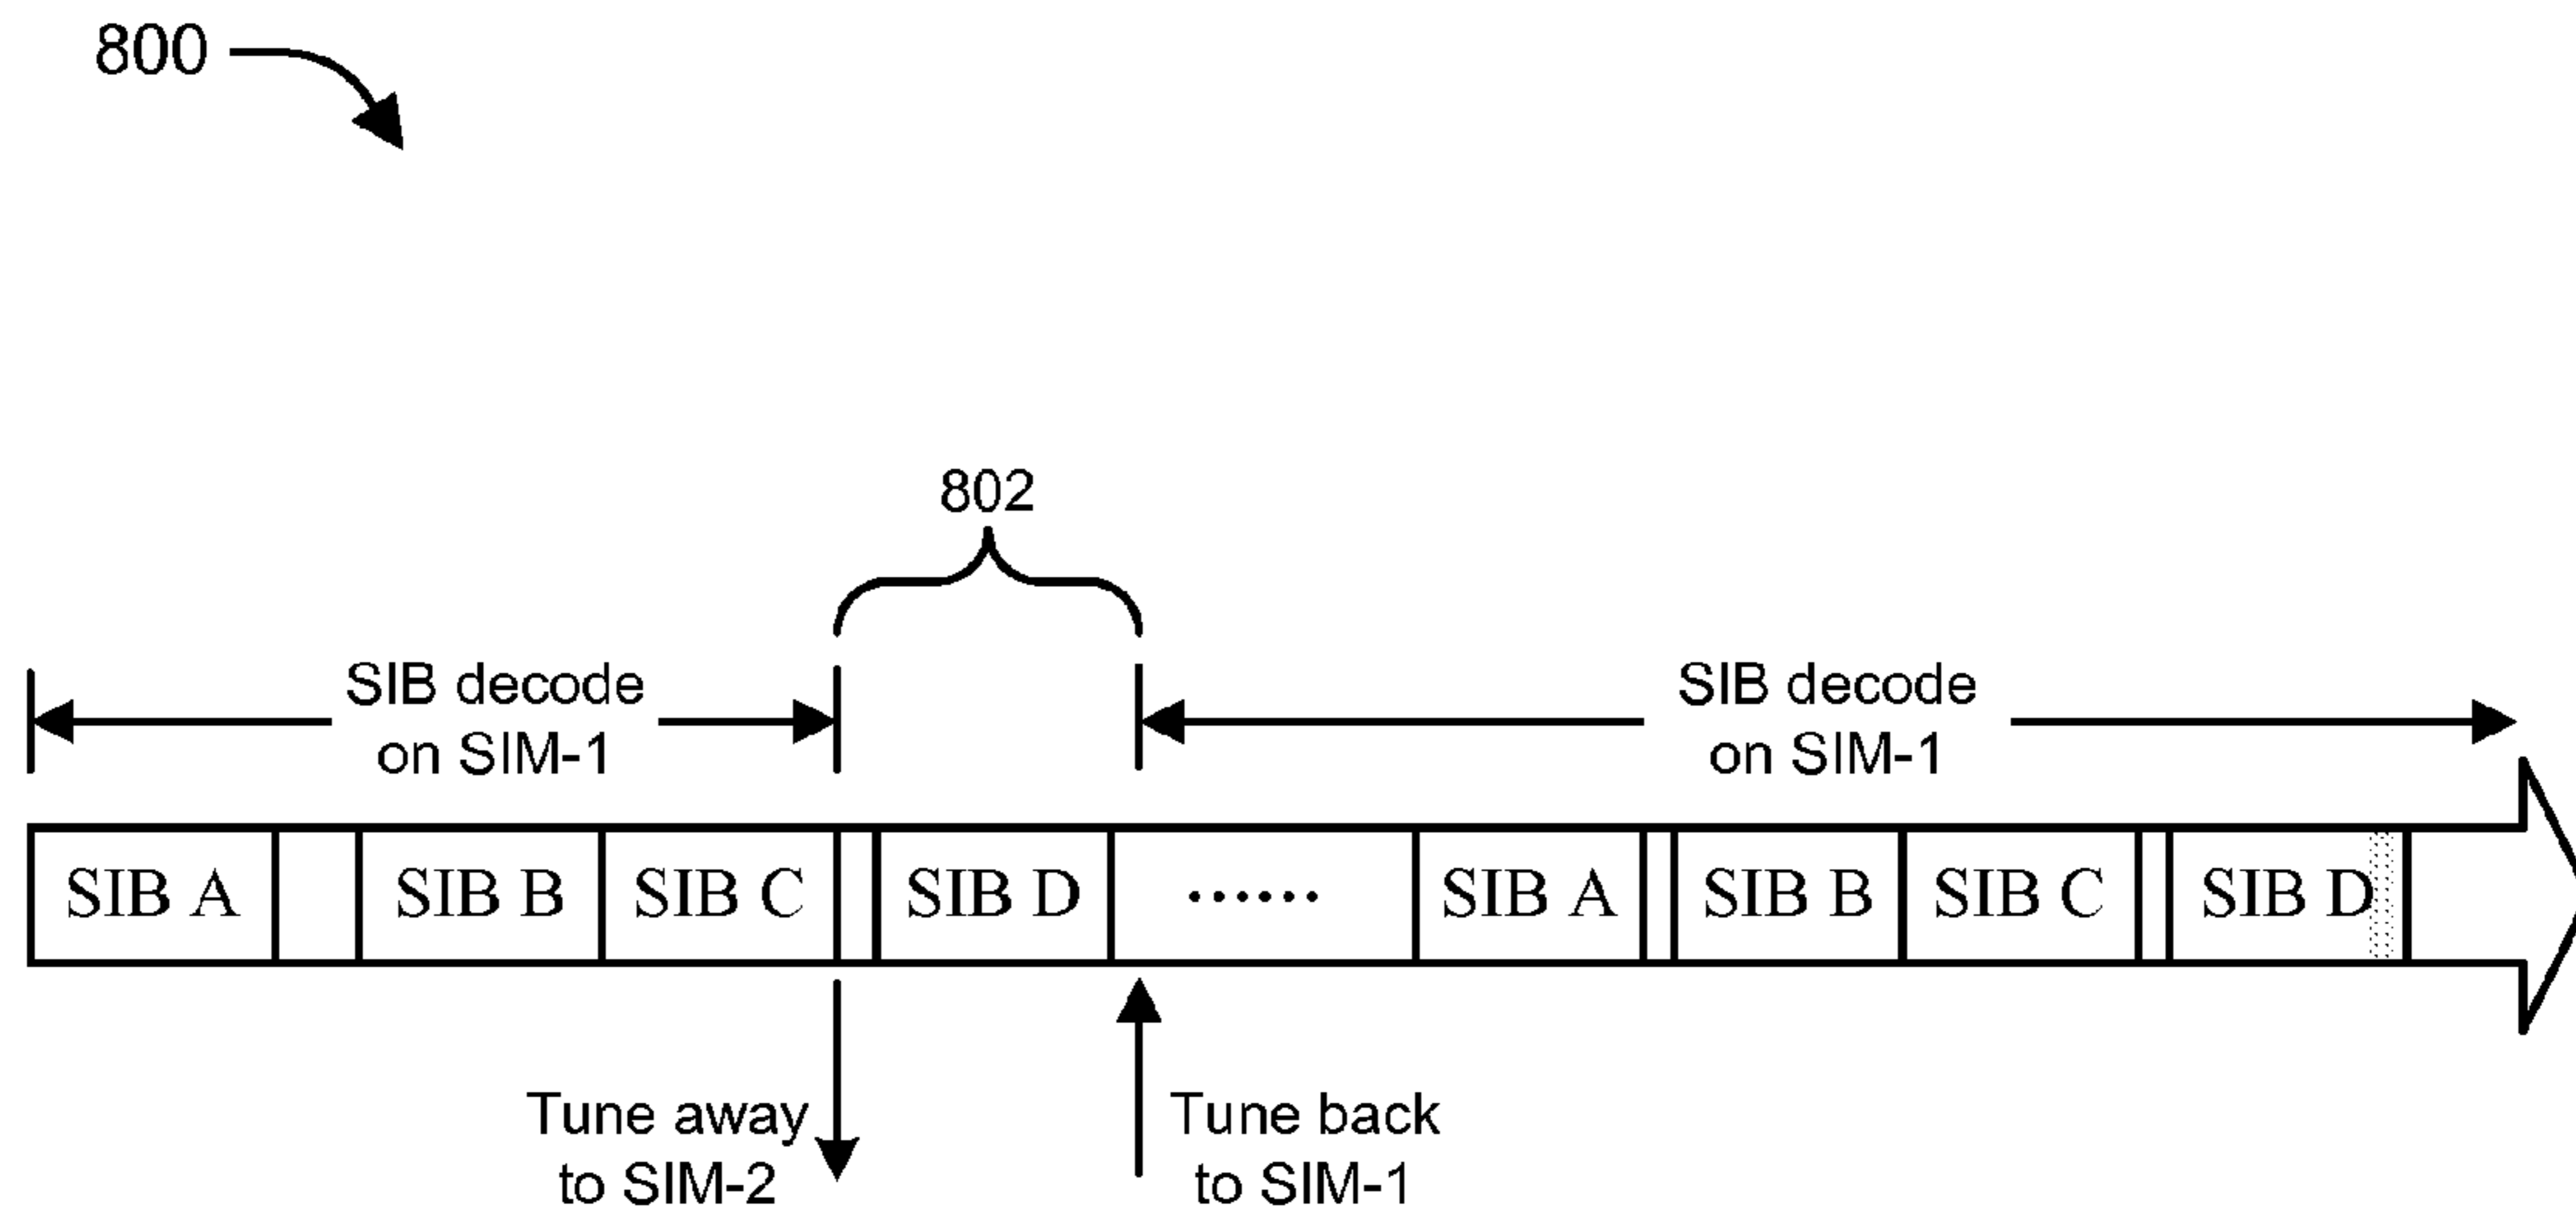 800
802
SIB decode
on SIM-1
SIB decode
on SIM-1
SIB A SIB B SIB C SIB D ...... SIB A SIB B SIB C SIB D
Tune away
to SIM-2
Tune back
to SIM-1